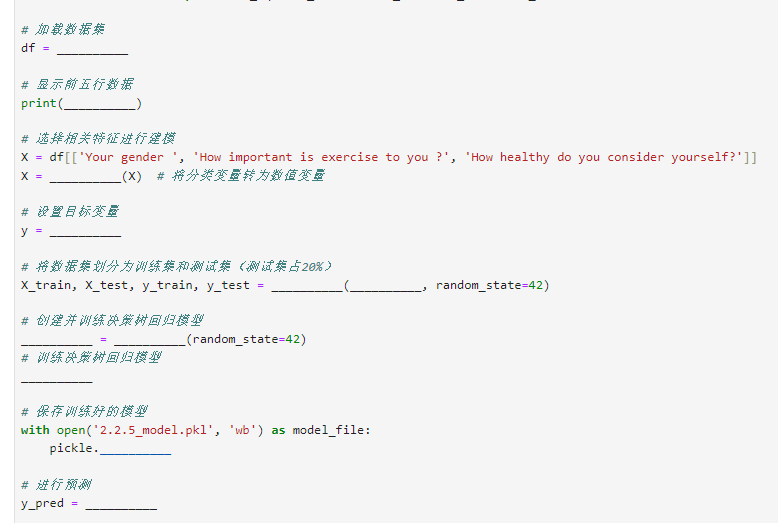 # 加载数据集
df = __________
# 显示前五行数据
print(__________)
# 选择相关特征进行建模
X = df[['Your gender ', 'How important is exercise to you ?', 'How healthy do you consider yourself?']]
X = __________(X)  # 将分类变量转为数值变量
# 设置目标变量
y = __________
# 将数据集划分为训练集和测试集（测试集占20%）
X_train, X_test, y_train, y_test = __________(__________, random_state=42)
# 创建并训练决策树回归模型
__________ = __________(random_state=42)
# 训练决策树回归模型
__________
# 保存训练好的模型
with open('2.2.5_model.pkl', 'wb') as model_file:
    pickle.__________
# 进行预测
y_pred = __________